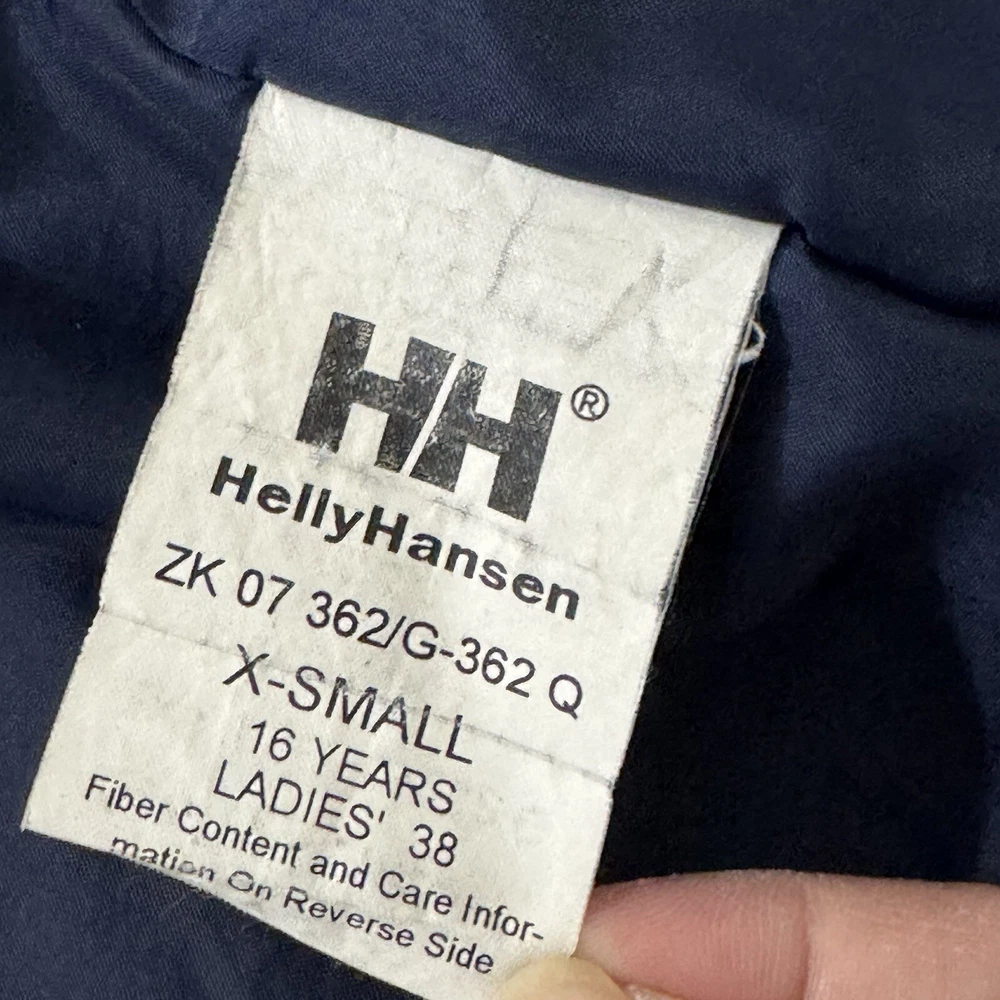 HH®
HellyHansen
ZK 07 362/G-362 Q
X-SMALL
16 YEARS
LADIES' 38
Fiber Content and Care Infor-
mation On Reverse Side